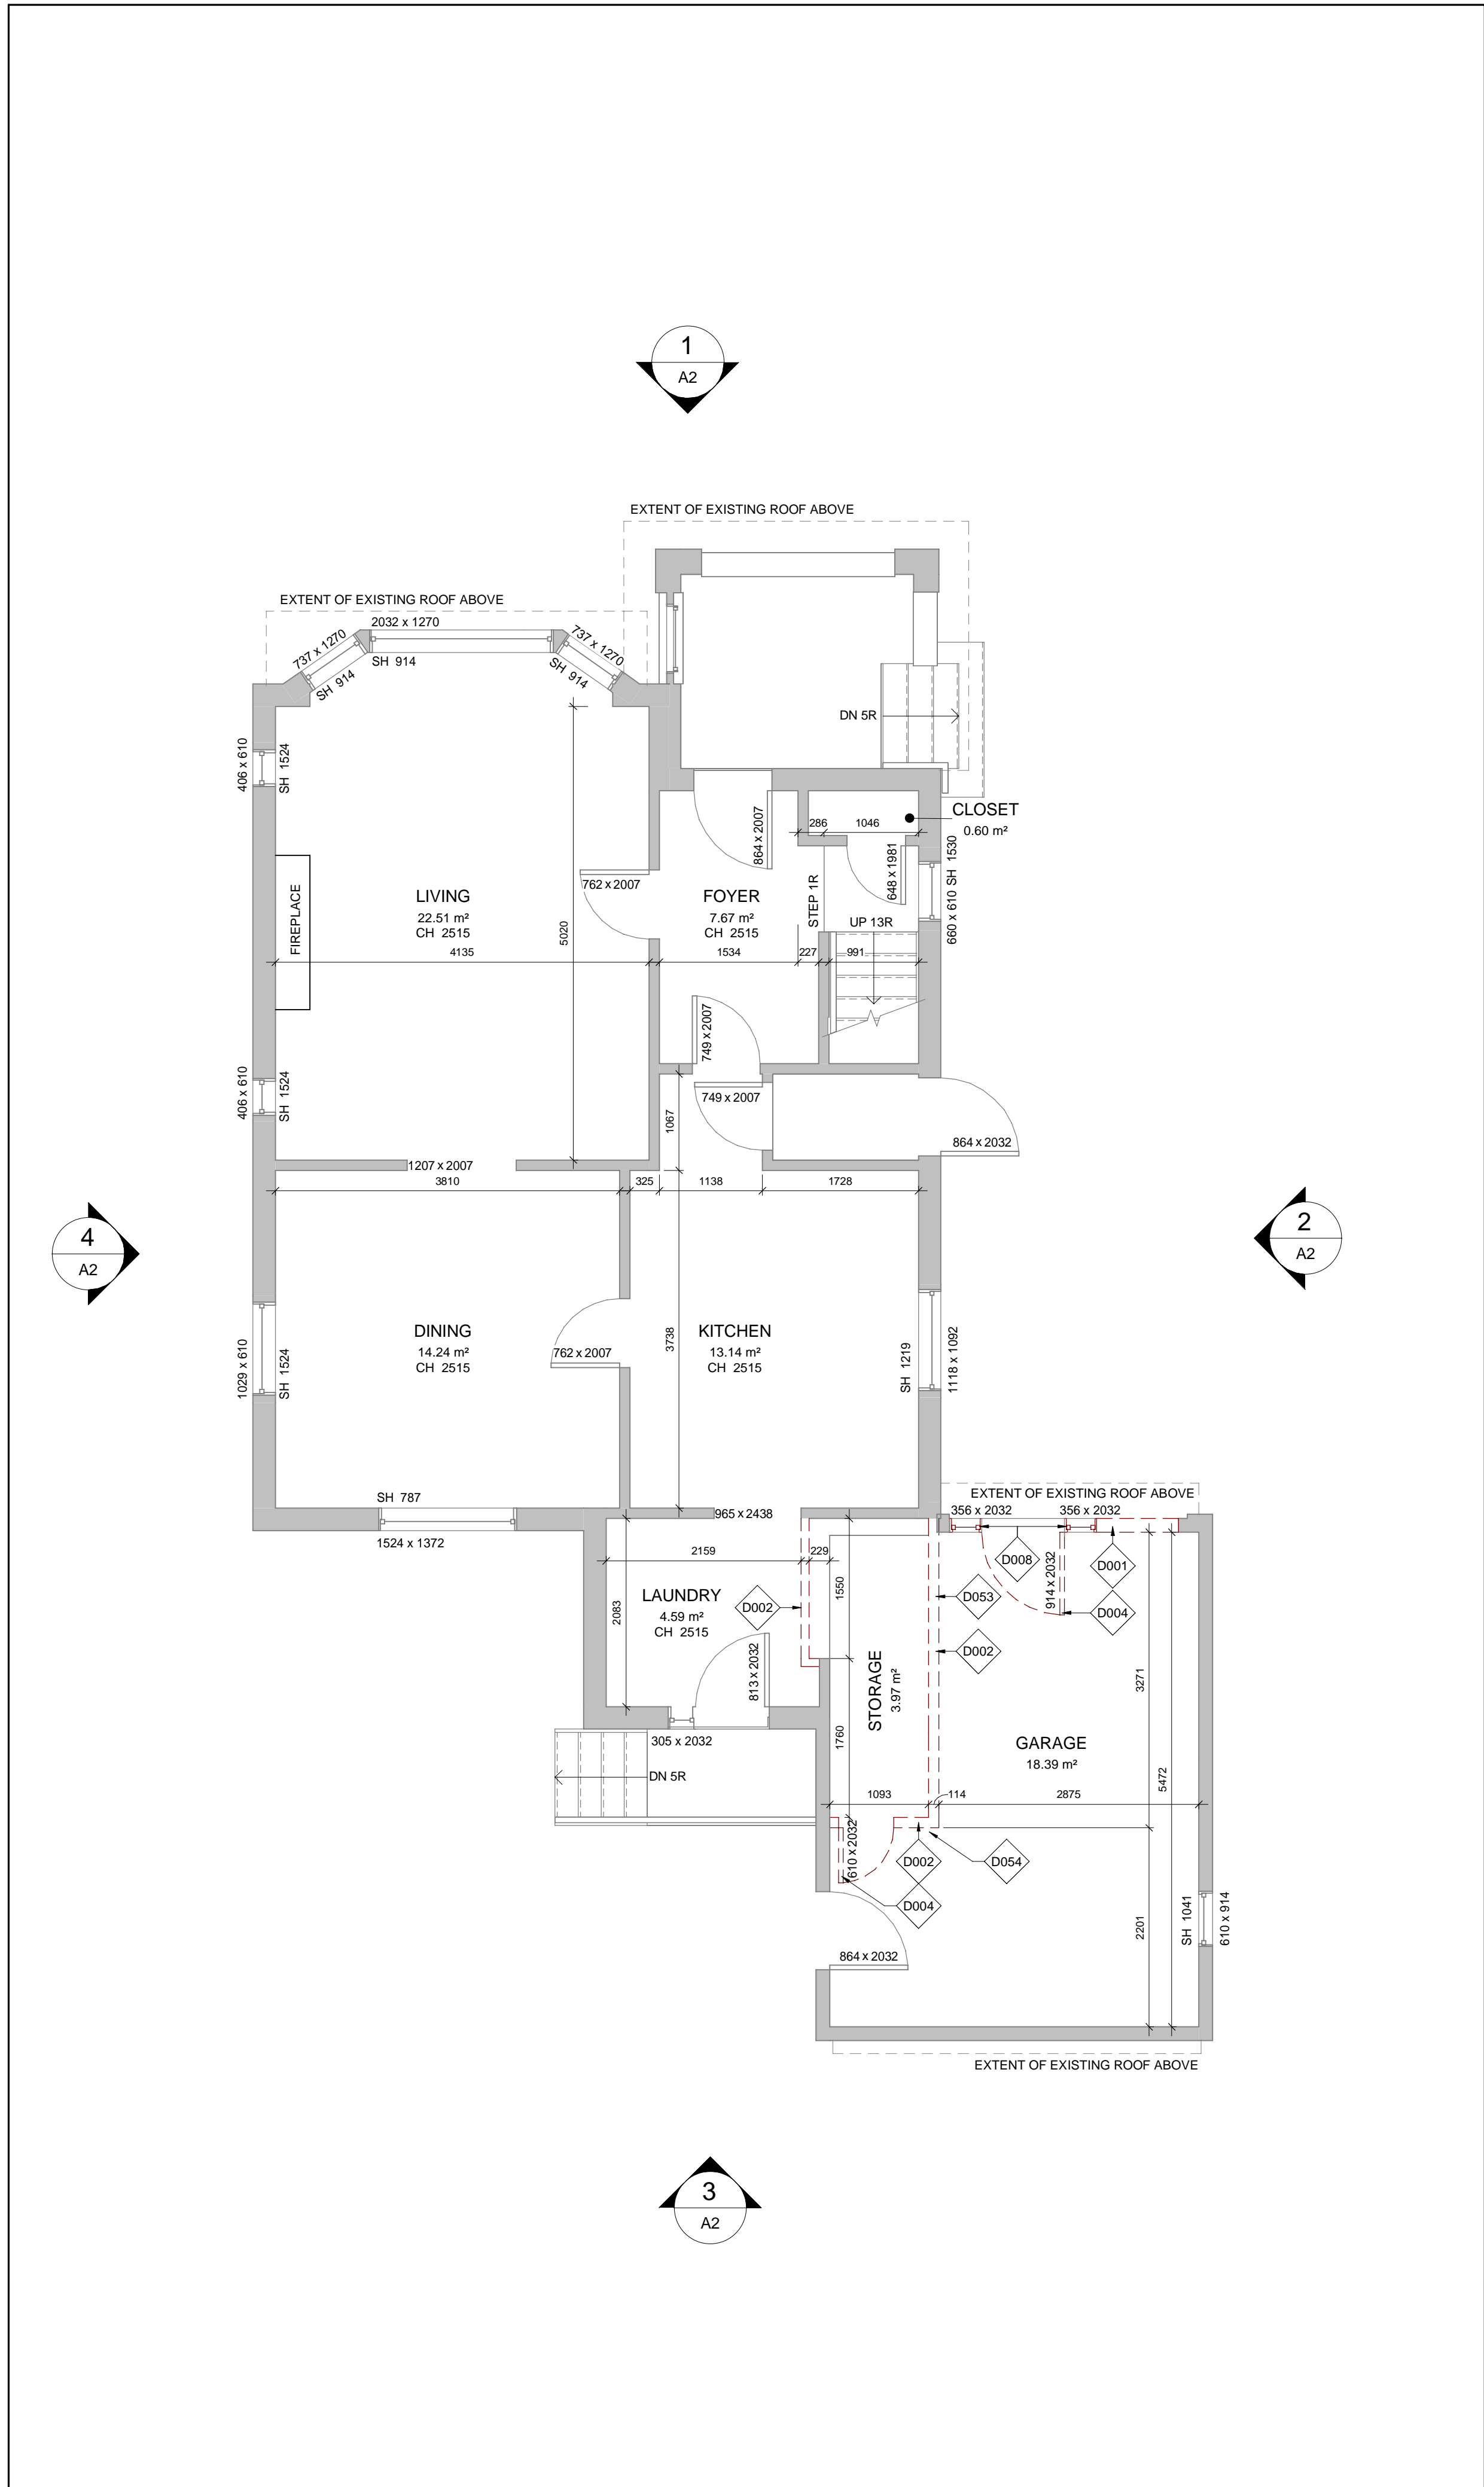 1
A2
EXTENT OF EXISTING ROOF ABOVE
EXTENT OF EXISTING ROOF ABOVE
2032 x 1270
737 x 1270
737 x 1270
SH 914
SH 914
SH 914
DN 5R
406 x 610
SH 1524
CLOSET
0.60 m²
286
1046
864 x 2007
648 x 1981
660 x 610 SH 1530
762 x 2007
FIREPLACE
LIVING
22.51 m²
CH 2515
FOYER
7.67 m²
CH 2515
STEP 1R
UP 13R
5020
4135
1534
227
991
749 x 2007
749 x 2007
406 x 610
SH 1524
1067
864 x 2032
1207 x 2007
3810
325
1138
1728
4
A2
2
A2
DINING
14.24 m²
CH 2515
762 x 2007
3738
KITCHEN
13.14 m²
CH 2515
1029 x 610
SH 1524
SH 1219
1118 x 1092
SH 787
1524 x 1372
965 x 2438
EXTENT OF EXISTING ROOF ABOVE
356 x 2032
356 x 2032
2159
229
D008
D001
914 x 2032
D004
LAUNDRY
4.59 m²
CH 2515
2083
D002
1550
D053
D002
813 x 2032
STORAGE
3.97 m²
3271
305 x 2032
1760
GARAGE
18.39 m²
5472
DN 5R
1093
114
2875
610 x 2032
D002
D054
D004
2201
SH 1041
610 x 914
864 x 2032
EXTENT OF EXISTING ROOF ABOVE
3
A2